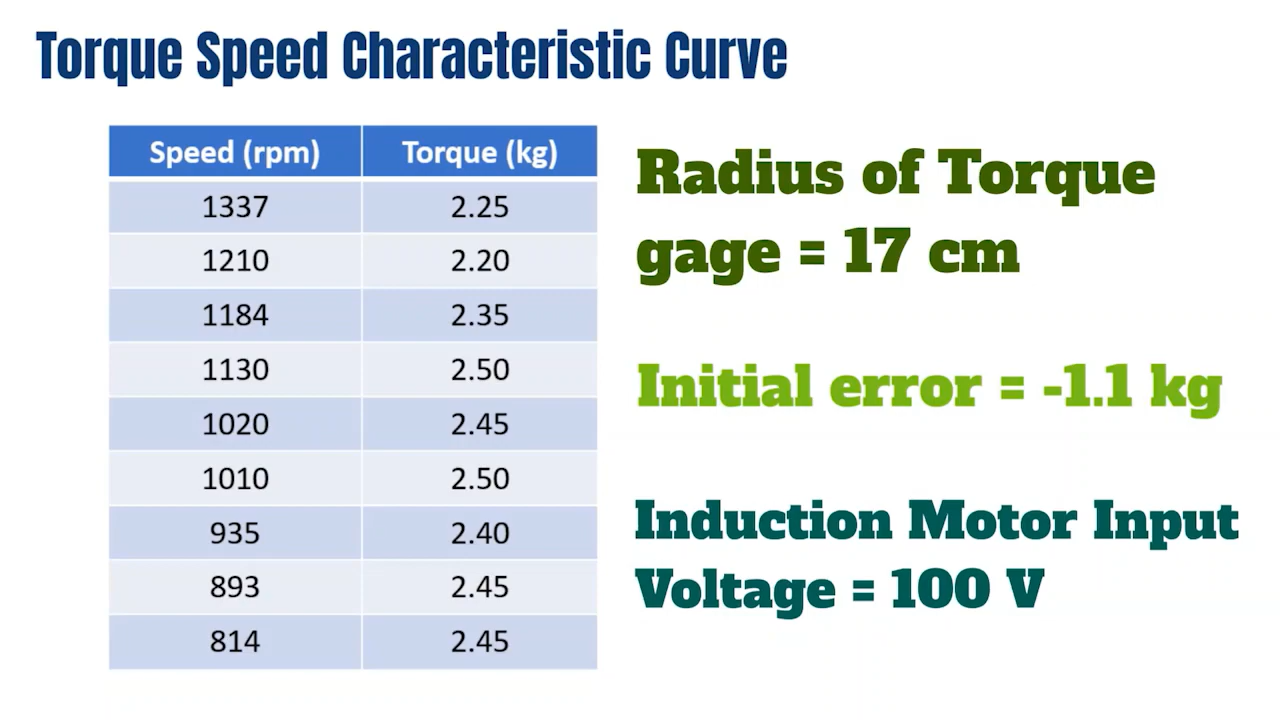 Torque Speed Characteristic Curve
Speed (rpm) Torque (kg)
1337 2.25
1210 2.20
1184 2.35
1130 2.50
1020 2.45
1010 2.50
935 2.40
893 2.45
814 2.45
Radius of Torque
gage = 17 cm
Initial error = -1.1 kg
Induction Motor Input
Voltage = 100 V